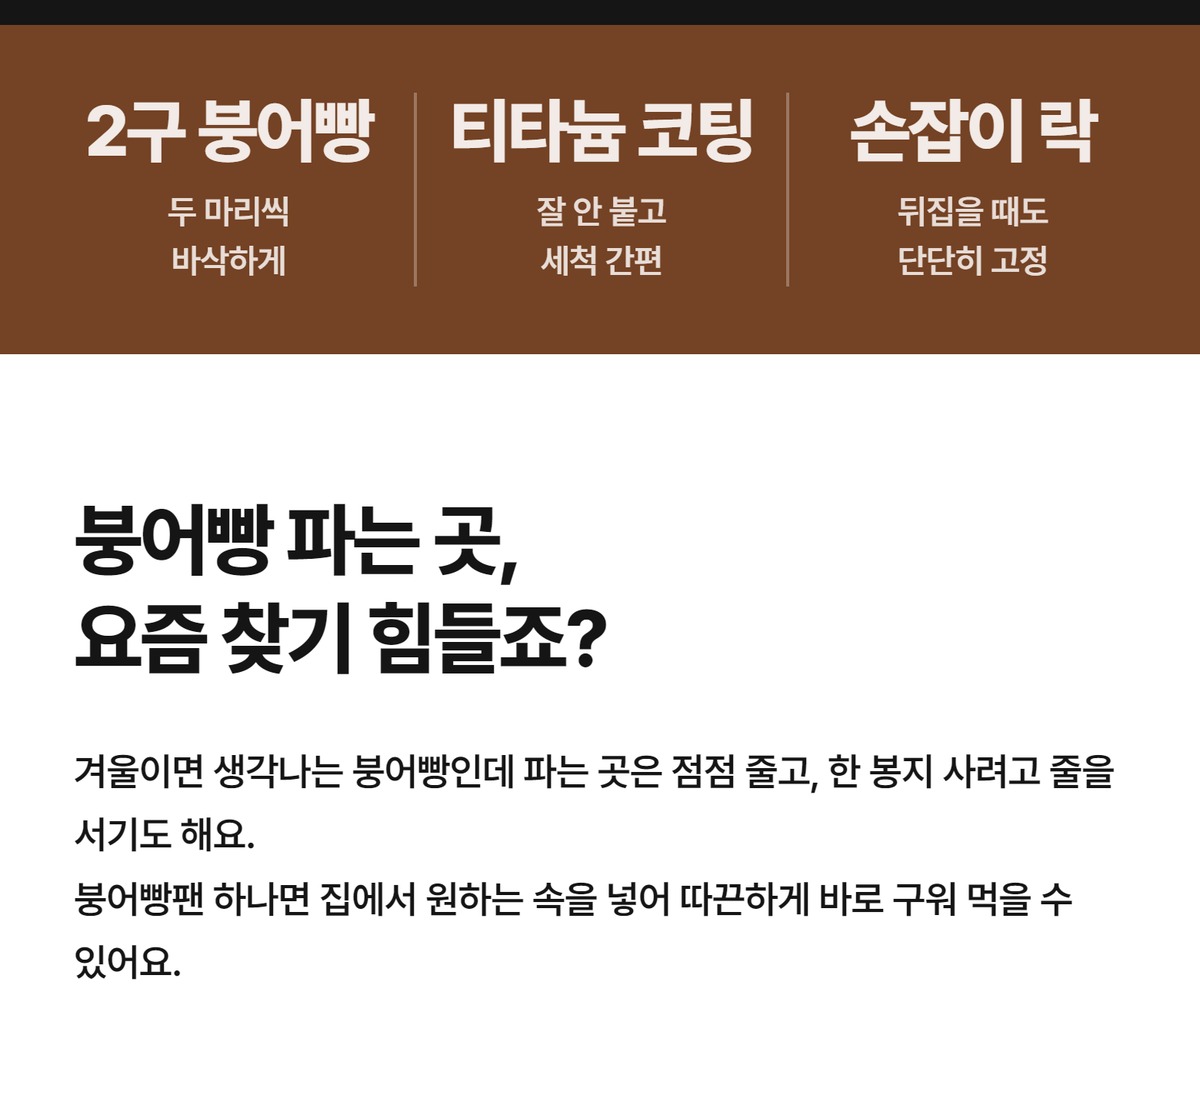 2구 붕어빵
두 마리씩
바삭하게
티타늄 코팅
잘 안 붙고
세척 간편
손잡이 락
뒤집을 때도
단단히 고정
붕어빵 파는 곳,
요즘 찾기 힘들죠?
겨울이면 생각나는 붕어빵인데 파는 곳은 점점 줄고, 한 봉지 사려고 줄을
서기도 해요.
붕어빵팬 하나면 집에서 원하는 속을 넣어 따끈하게 바로 구워 먹을 수
있어요.